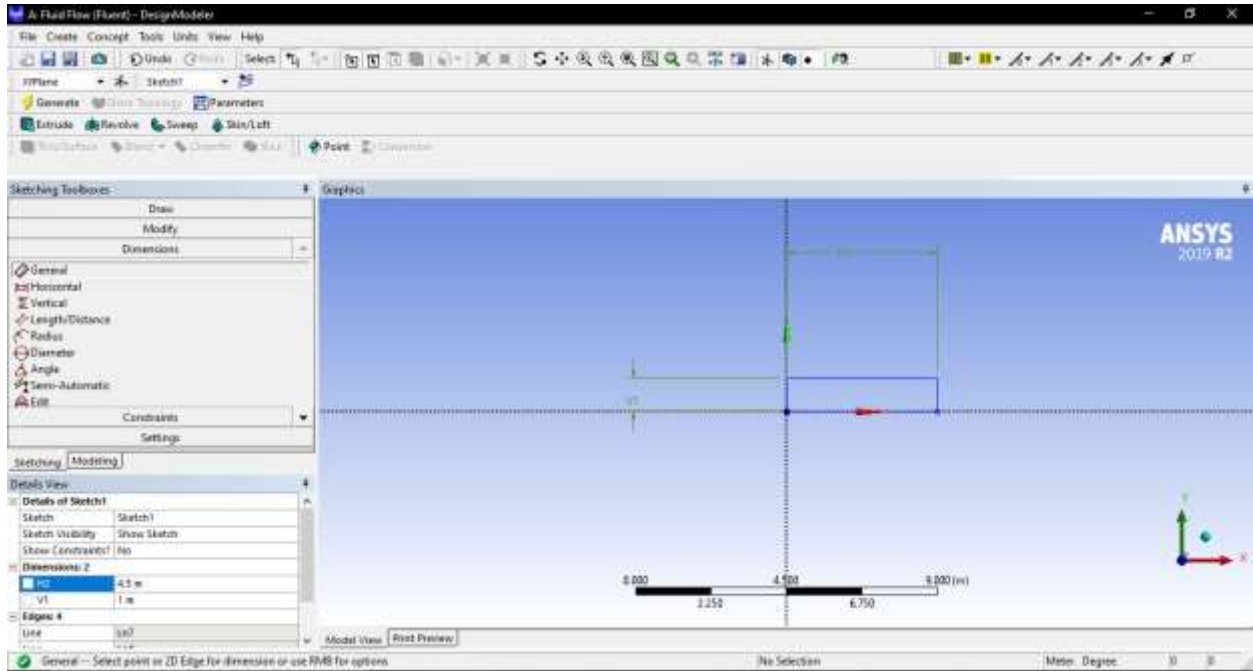 A: Fluid Flow (Fluent) - DesignModeler
File Create Concept Tools Units View Help
Undo Select
XYPlane Sketch1
Generate Parameters
Extrude Revolve Sweep Skin/Loft
Point
Sketching Toolboxes
Draw
Modify
Dimensions
General
Horizontal
Vertical
Length/Distance
Radius
Diameter
Angle
Semi-Automatic
Edit
Constraints
Settings
Sketching Modeling
Details View
Details of Sketch1
Sketch Sketch1
Sketch Visibility Show Sketch
Show Constraints? No
Dimensions: 2
H2 4.5 m
V1 1 m
Edges: 4
Line Ln7
Graphics
ANSYS
2019 R2
V1
0.000 4.500 9.000 (m)
2.250 6.750
Y
X
Model View Print Preview
General -- Select point or 2D Edge for dimension or use RMB for options
No Selection
Meter Degree 0 0